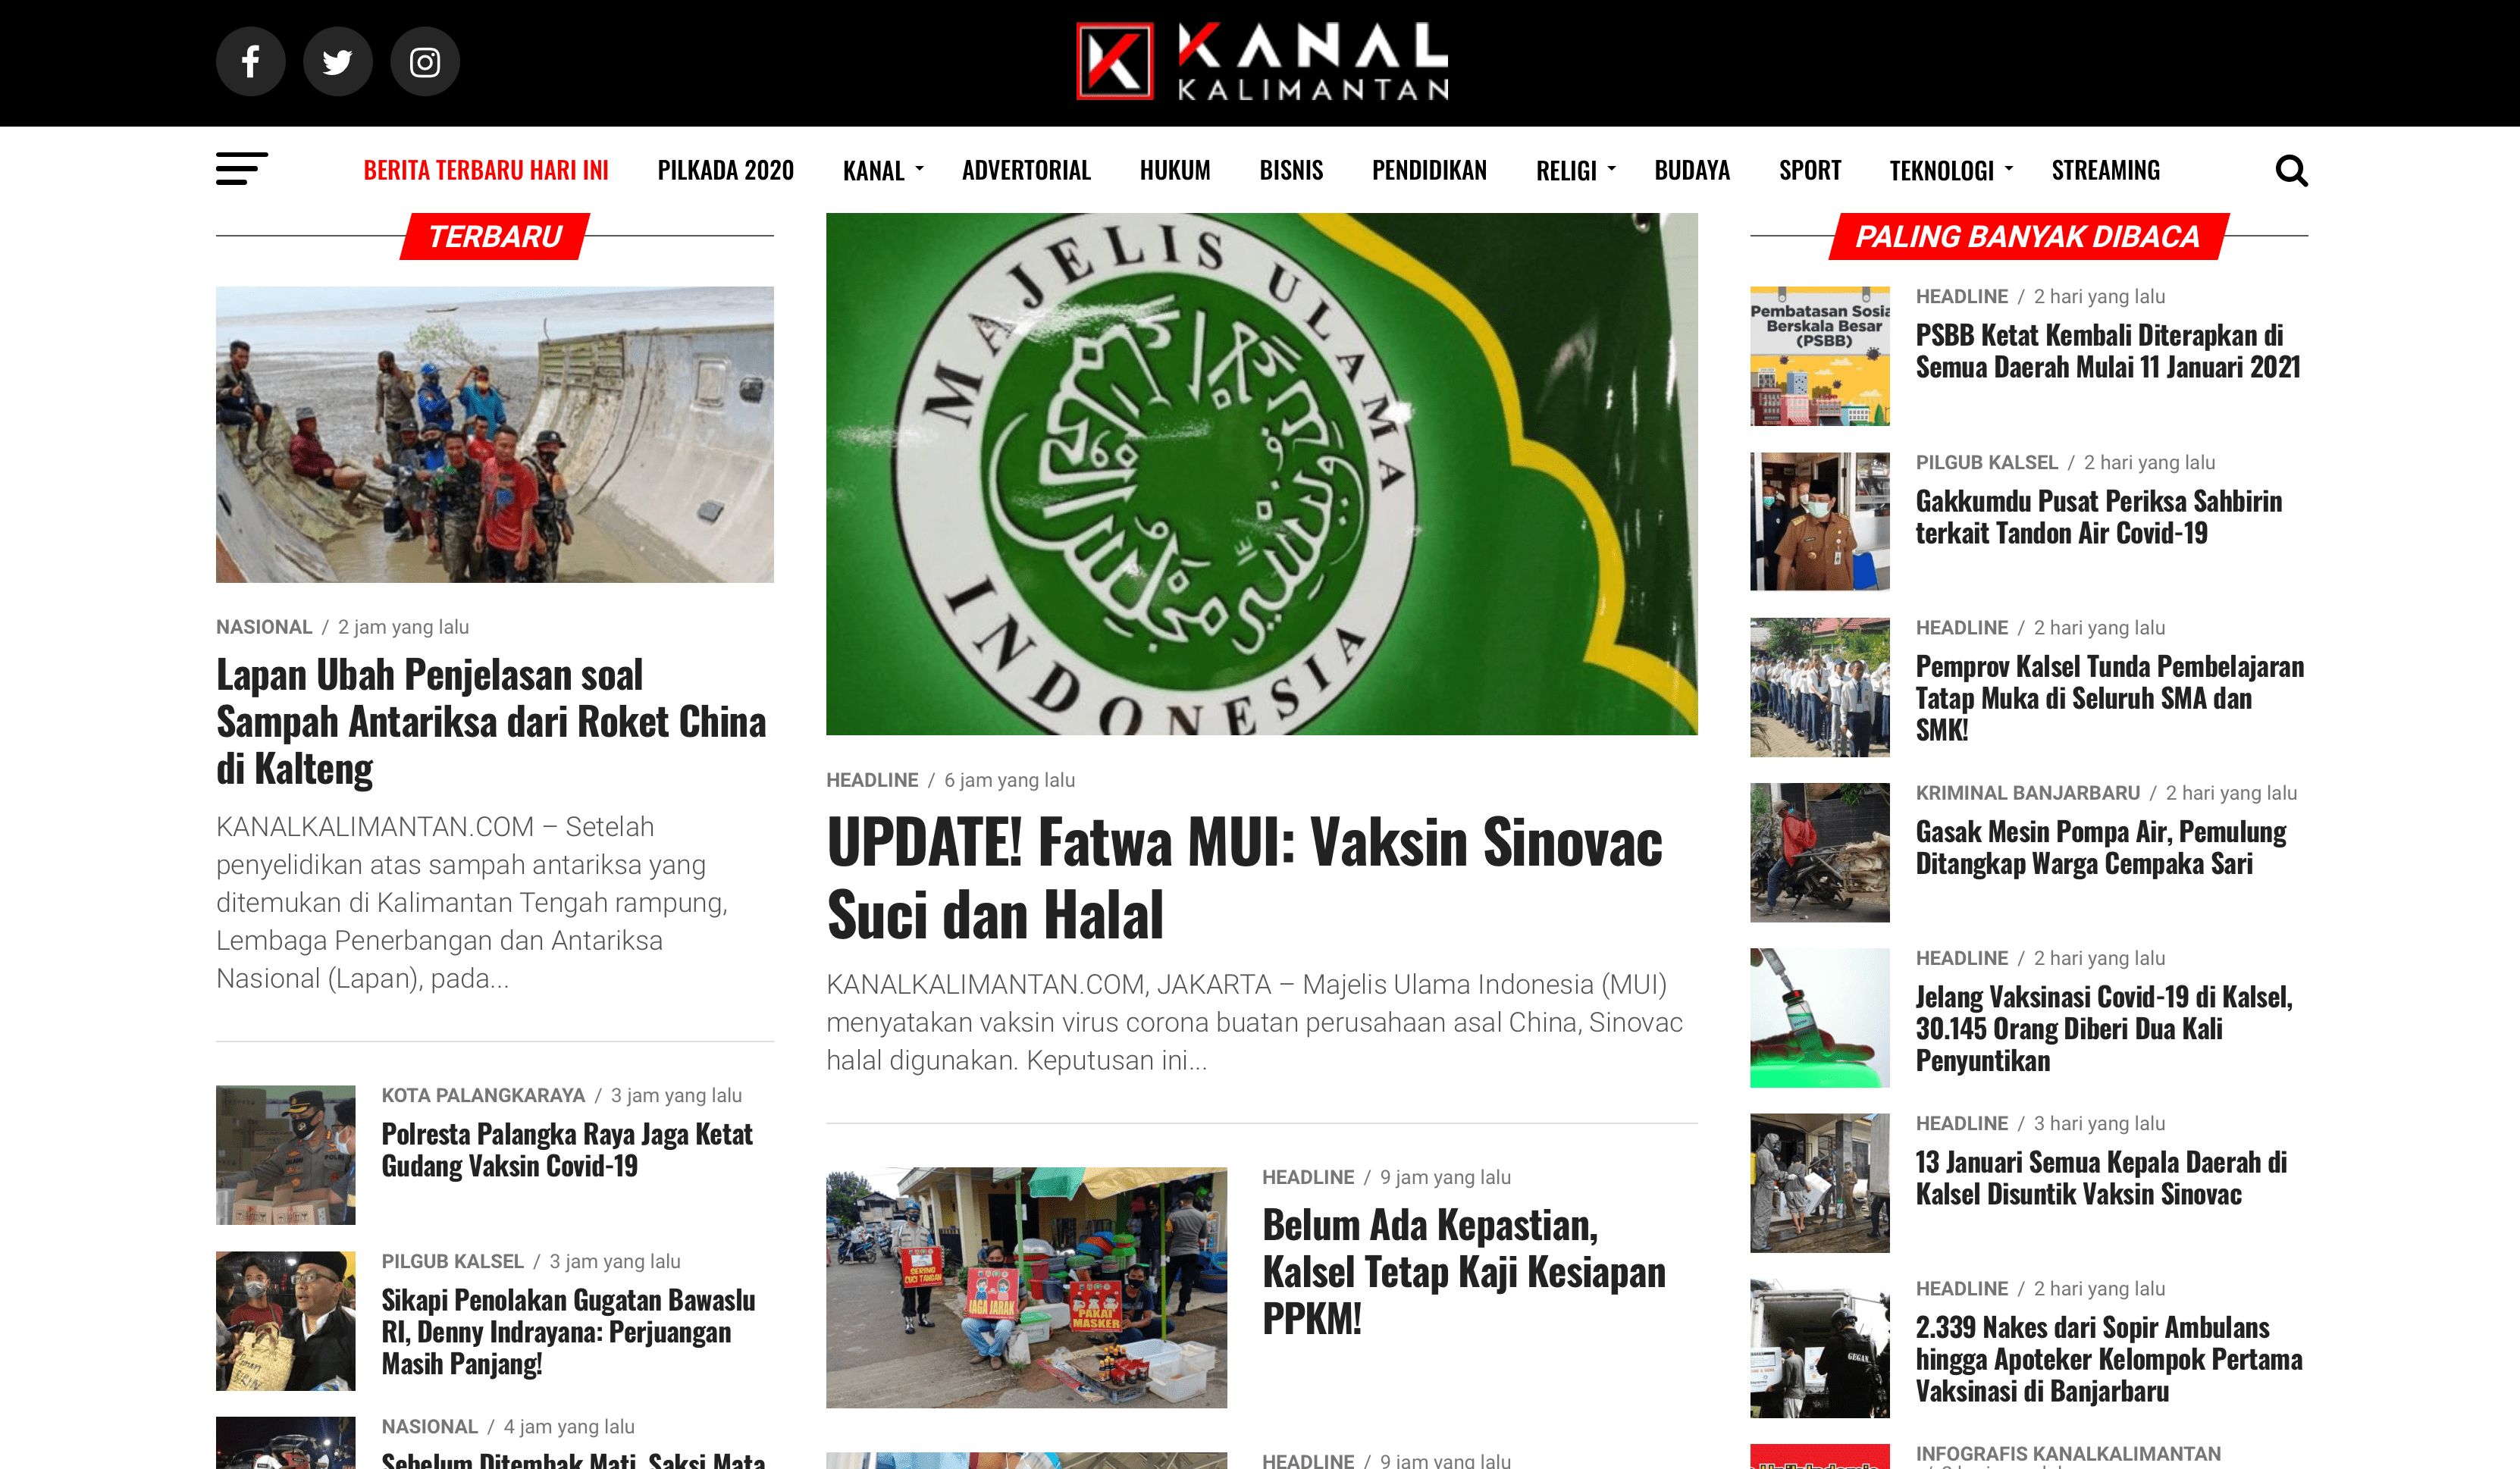 KANAL
KALIMANTAN
BERITA TERBARU HARI INI
PILKADA 2020
KANAL
ADVERTORIAL
HUKUM
BISNIS
PENDIDIKAN
RELIGI
BUDAYA
SPORT
TEKNOLOGI
STREAMING
TERBARU
NASIONAL / 2 jam yang lalu
Lapan Ubah Penjelasan soal
Sampah Antariksa dari Roket China
di Kalteng
KANALKALIMANTAN.COM – Setelah
penyelidikan atas sampah antariksa yang
ditemukan di Kalimantan Tengah rampung,
Lembaga Penerbangan dan Antariksa
Nasional (Lapan), pada...
KOTA PALANGKARAYA / 3 jam yang lalu
Polresta Palangka Raya Jaga Ketat
Gudang Vaksin Covid-19
PILGUB KALSEL / 3 jam yang lalu
Sikapi Penolakan Gugatan Bawaslu
RI, Denny Indrayana: Perjuangan
Masih Panjang!
NASIONAL / 4 jam yang lalu
Sebelum Ditembak Mati, Saksi Mata
MAJELIS ULAMA
INDONESIA
HEADLINE / 6 jam yang lalu
UPDATE! Fatwa MUI: Vaksin Sinovac
Suci dan Halal
KANALKALIMANTAN.COM, JAKARTA – Majelis Ulama Indonesia (MUI)
menyatakan vaksin virus corona buatan perusahaan asal China, Sinovac
halal digunakan. Keputusan ini...
SERING
CUCI TANGAN
JAGA JARAK
PAKAI
MASKER
HEADLINE / 9 jam yang lalu
Belum Ada Kepastian,
Kalsel Tetap Kaji Kesiapan
PPKM!
HEADLINE / 9 jam yang lalu
PALING BANYAK DIBACA
Pembatasan Sosia
Berskala Besar
(PSBB)
HEADLINE / 2 hari yang lalu
PSBB Ketat Kembali Diterapkan di
Semua Daerah Mulai 11 Januari 2021
PILGUB KALSEL / 2 hari yang lalu
Gakkumdu Pusat Periksa Sahbirin
terkait Tandon Air Covid-19
HEADLINE / 2 hari yang lalu
Pemprov Kalsel Tunda Pembelajaran
Tatap Muka di Seluruh SMA dan
SMK!
KRIMINAL BANJARBARU / 2 hari yang lalu
Gasak Mesin Pompa Air, Pemulung
Ditangkap Warga Cempaka Sari
HEADLINE / 2 hari yang lalu
Jelang Vaksinasi Covid-19 di Kalsel,
30.145 Orang Diberi Dua Kali
Penyuntikan
HEADLINE / 3 hari yang lalu
13 Januari Semua Kepala Daerah di
Kalsel Disuntik Vaksin Sinovac
HEADLINE / 2 hari yang lalu
2.339 Nakes dari Sopir Ambulans
hingga Apoteker Kelompok Pertama
Vaksinasi di Banjarbaru
INFOGRAFIS KANALKALIMANTAN